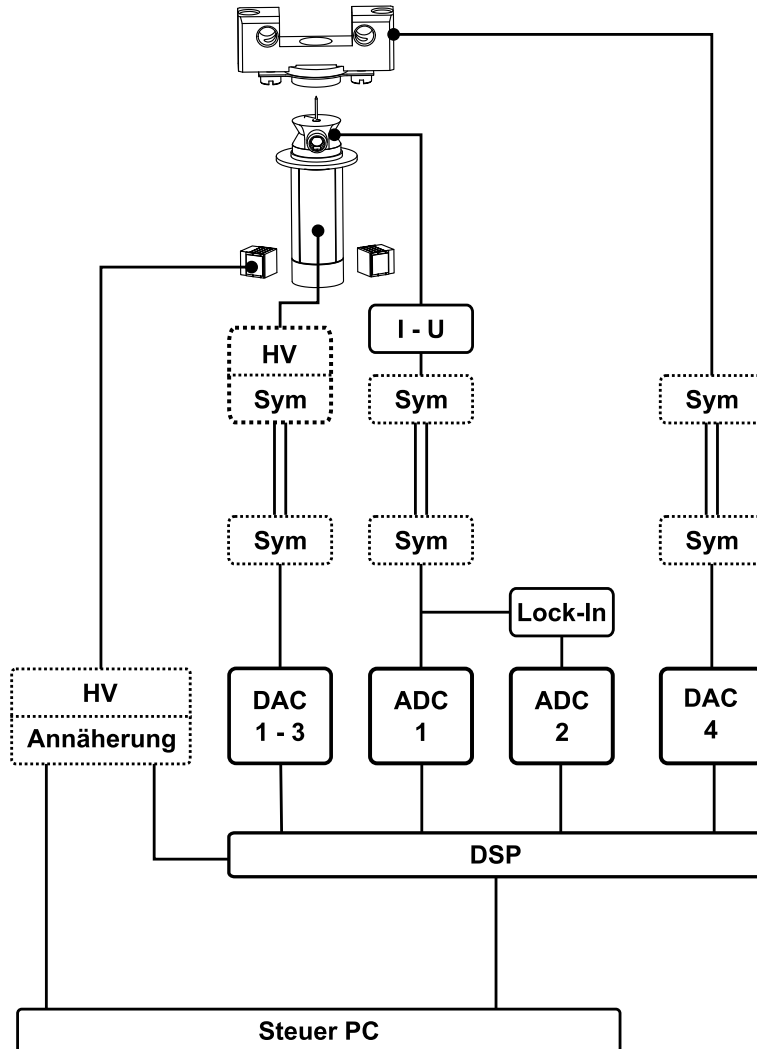 I - U
HV
Sym
Sym
Sym
Sym
Sym
Sym
Lock-In
HV
Annäherung
DAC
1 - 3
ADC
1
ADC
2
DAC
4
DSP
Steuer PC